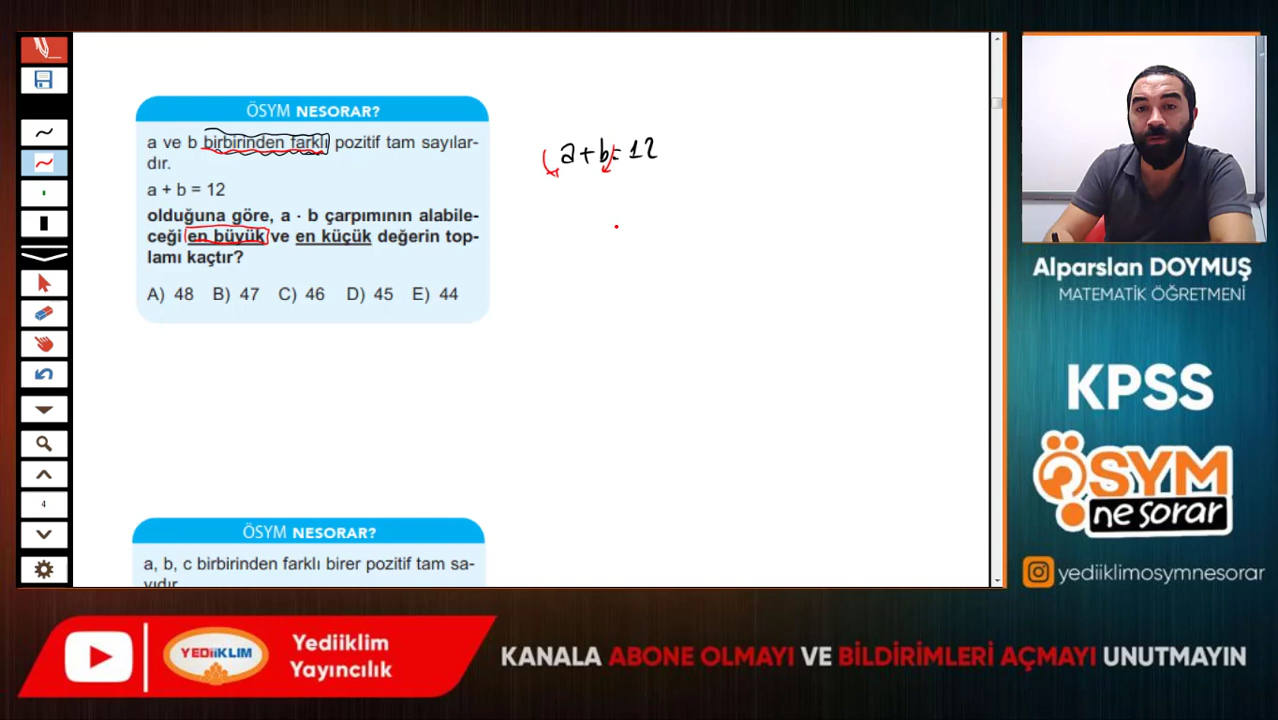 ÖSYM NESORAR?
a ve b birbirinden farklı pozitif tam sayılar-
dır.
a + b = 12
olduğuna göre, a · b çarpımının alabile-
ceği en büyük ve en küçük değerin top-
lamı kaçtır?
A) 48 B) 47 C) 46 D) 45 E) 44
a+b=12
4
ÖSYM NESORAR?
a, b, c birbirinden farklı birer pozitif tam sa-
yıdır
Alparslan DOYMUŞ
MATEMATİK ÖĞRETMENİ
KPSS
ÖSYM
ne sorar
yediiklimosymnesorar
YEDİİKLİM
Yediiklim
Yayıncılık
KANALA ABONE OLMAYI VE BİLDİRİMLERİ AÇMAYI UNUTMAYIN